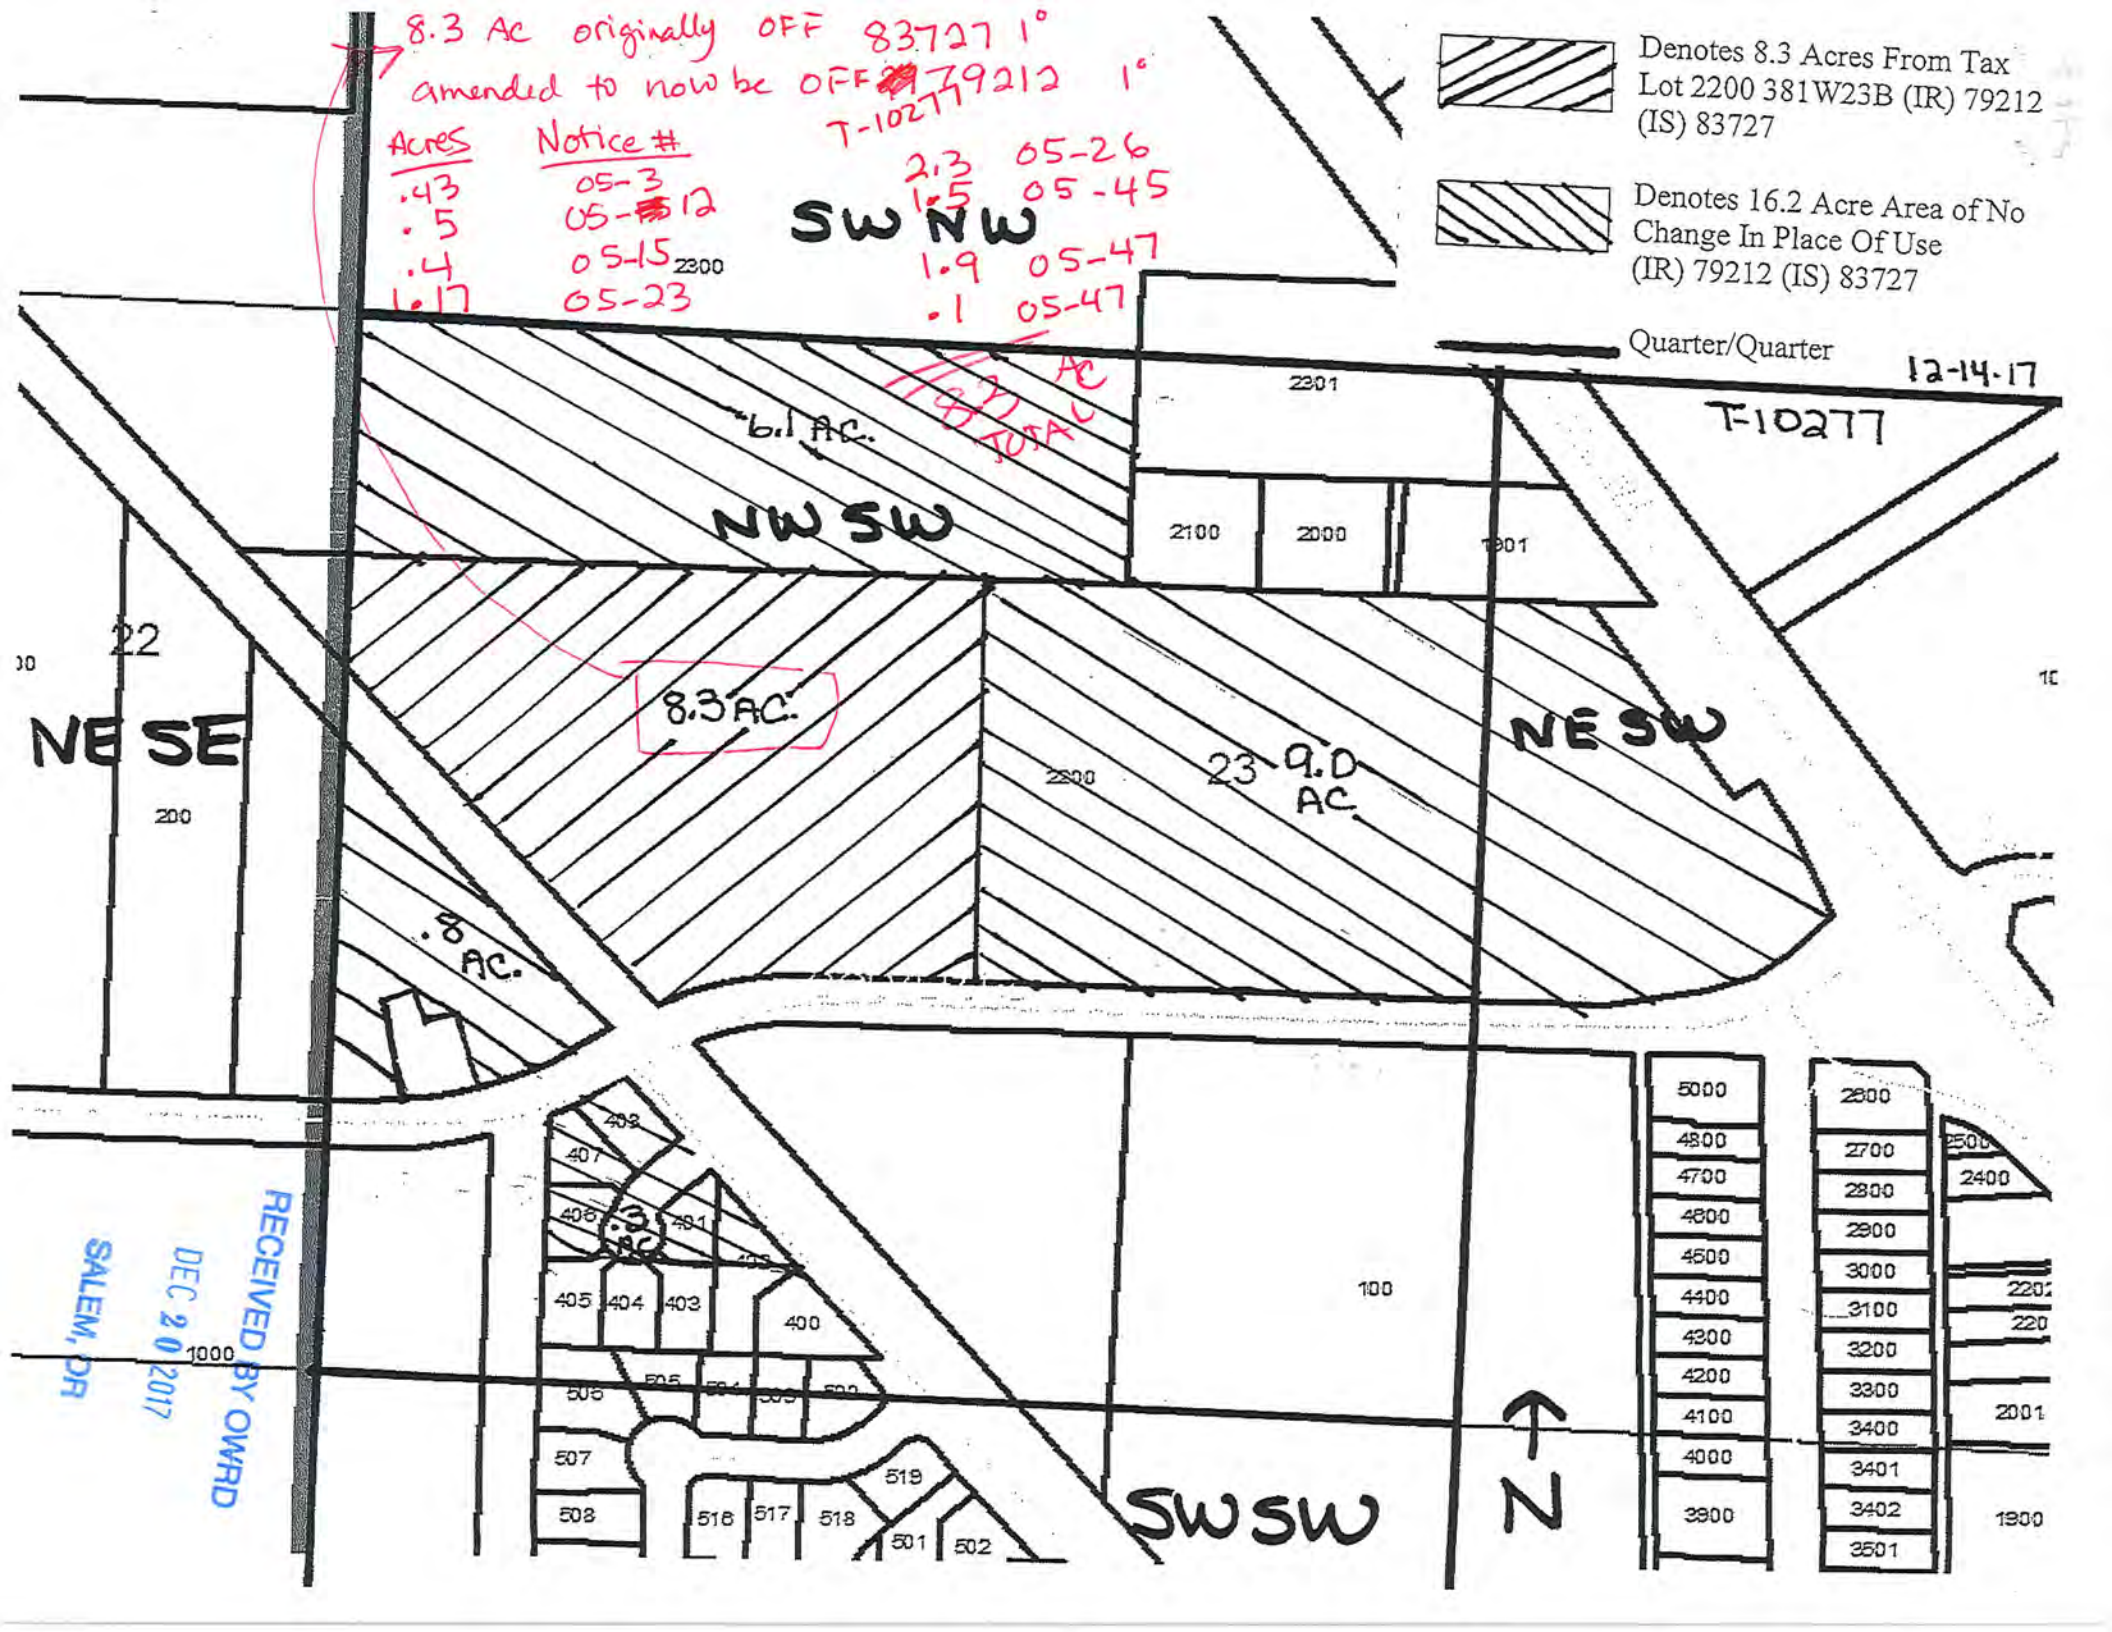 8.3 Ac originally OFF 83727 1°
amended to now be OFF 79212 1°
T-10277
Acres Notice #
.43 05-3
.5 05-12
.4 05-15
1.17 05-23
2.3 05-26
1.5 05-45
1.9 05-47
.1 05-47
AC
8.3
TOTAL
Denotes 8.3 Acres From Tax
Lot 2200 381W23B (IR) 79212
(IS) 83727
Denotes 16.2 Acre Area of No
Change In Place Of Use
(IR) 79212 (IS) 83727
Quarter/Quarter
12-14-17
T-10277
SW NW
2300
2301
6.1 AC.
NW SW
2100
2000
1901
22
NE SE
200
8.3 AC.
2200
23
9.0
AC.
NE SW
.8
AC.
407
406
.3
AC
401
405
404
403
400
1000
505
506
507
503
516
517
518
519
501
502
100
SW SW
N
5000
4800
4700
4600
4500
4400
4300
4200
4100
4000
3900
2600
2700
2800
2900
3000
3100
3200
3300
3400
3401
3402
3501
2500
2400
2202
220
2001
1900
RECEIVED BY OWRD
DEC 20 2017
SALEM, OR